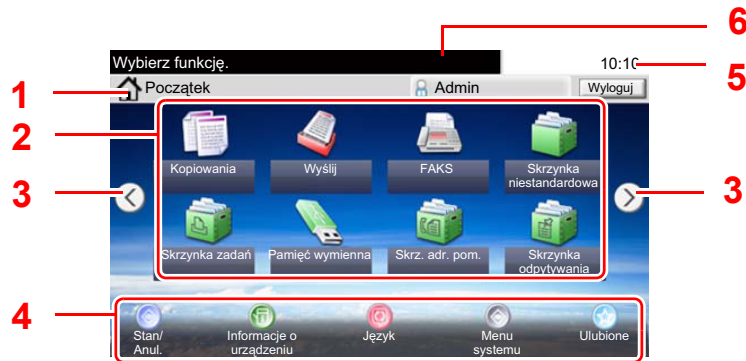 6
Wybierz funkcję.
10:10
5
1
Początek
Admin
Wyloguj
2
Kopiowania
Wyślij
FAKS
Skrzynka
niestandardowa
3
3
Skrzynka zadań
Pamięć wymienna
Skrz. adr. pom.
Skrzynka
odpytywania
4
Stan/
Anul.
Informacje o
urządzeniu
Język
Menu
systemu
Ulubione